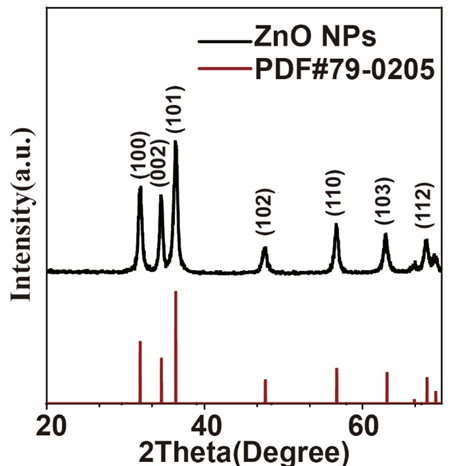 ZnO NPs
PDF#79-0205
(100)
(002)
(101)
(102)
(110)
(103)
(112)
Intensity(a.u.)
20
40
60
2Theta(Degree)